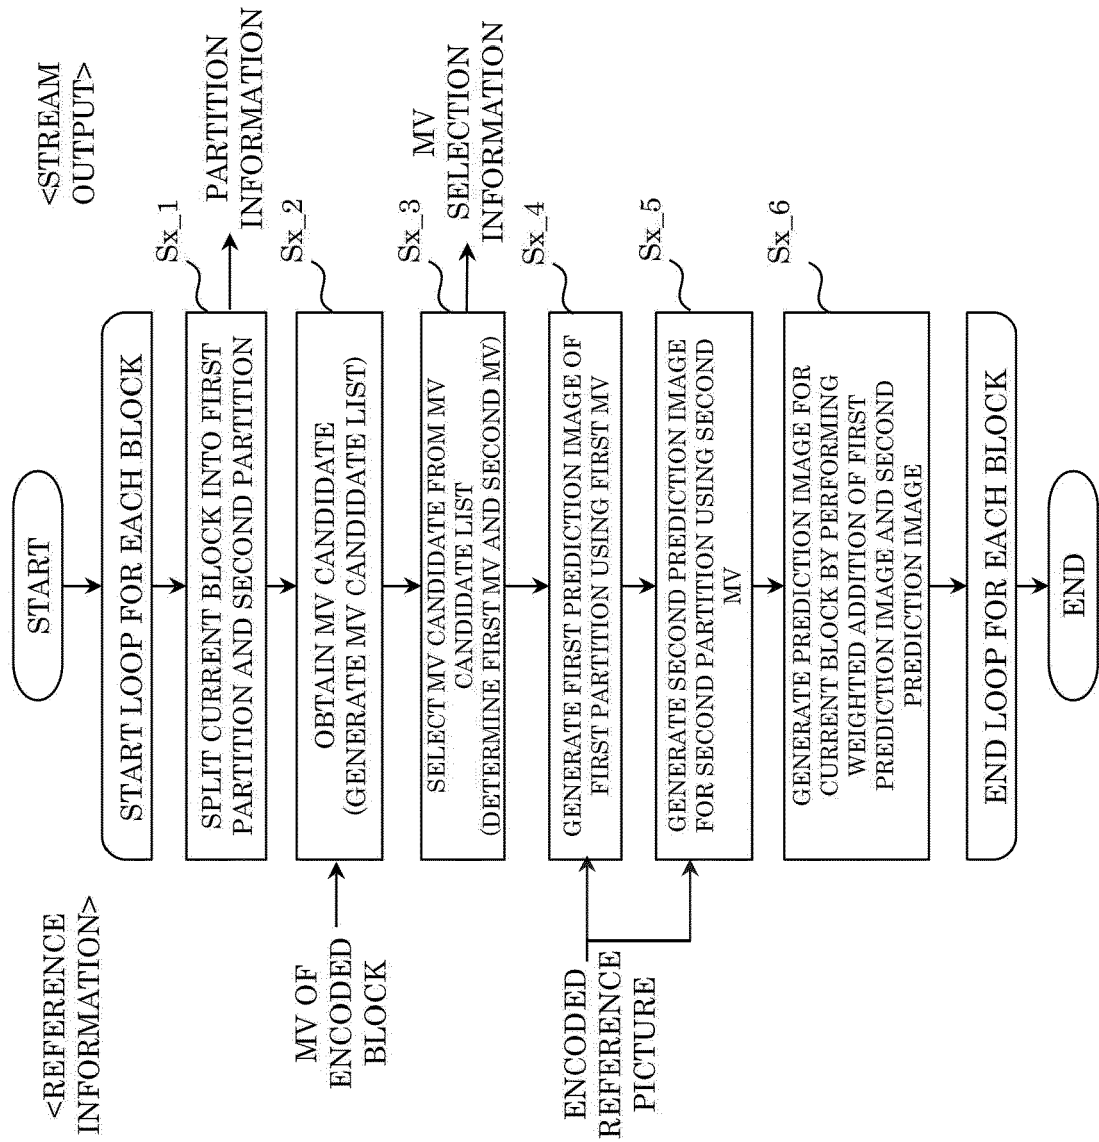 <REFERENCE
INFORMATION>
<STREAM
OUTPUT>
START
START LOOP FOR EACH BLOCK
Sx_1
SPLIT CURRENT BLOCK INTO FIRST
PARTITION AND SECOND PARTITION
PARTITION
INFORMATION
Sx_2
MV OF
ENCODED
BLOCK
OBTAIN MV CANDIDATE
(GENERATE MV CANDIDATE LIST)
Sx_3
SELECT MV CANDIDATE FROM MV
CANDIDATE LIST
(DETERMINE FIRST MV AND SECOND MV)
MV
SELECTION
INFORMATION
Sx_4
ENCODED
REFERENCE
PICTURE
GENERATE FIRST PREDICTION IMAGE OF
FIRST PARTITION USING FIRST MV
Sx_5
GENERATE SECOND PREDICTION IMAGE
FOR SECOND PARTITION USING SECOND
MV
Sx_6
GENERATE PREDICTION IMAGE FOR
CURRENT BLOCK BY PERFORMING
WEIGHTED ADDITION OF FIRST
PREDICTION IMAGE AND SECOND
PREDICTION IMAGE
END LOOP FOR EACH BLOCK
END